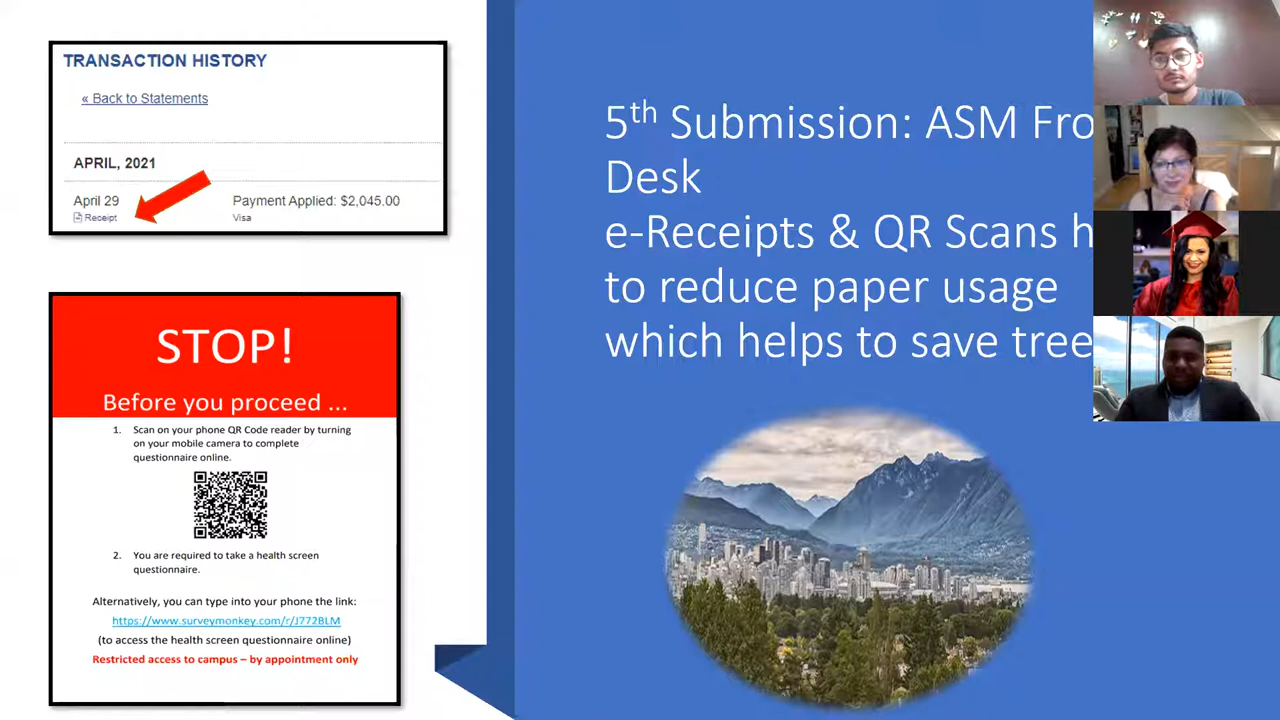 TRANSACTION HISTORY
« Back to Statements
APRIL, 2021
April 29
Payment Applied: $2,045.00
Receipt
Visa
STOP!
Before you proceed ...
1. Scan on your phone QR Code reader by turning
on your mobile camera to complete
questionnaire online.
2. You are required to take a health screen
questionnaire.
Alternatively, you can type into your phone the link:
https://www.surveymonkey.com/r/J772BLM
(to access the health screen questionnaire online)
Restricted access to campus – by appointment only
5th Submission: ASM Fro
Desk
e-Receipts & QR Scans h
to reduce paper usage
which helps to save tree